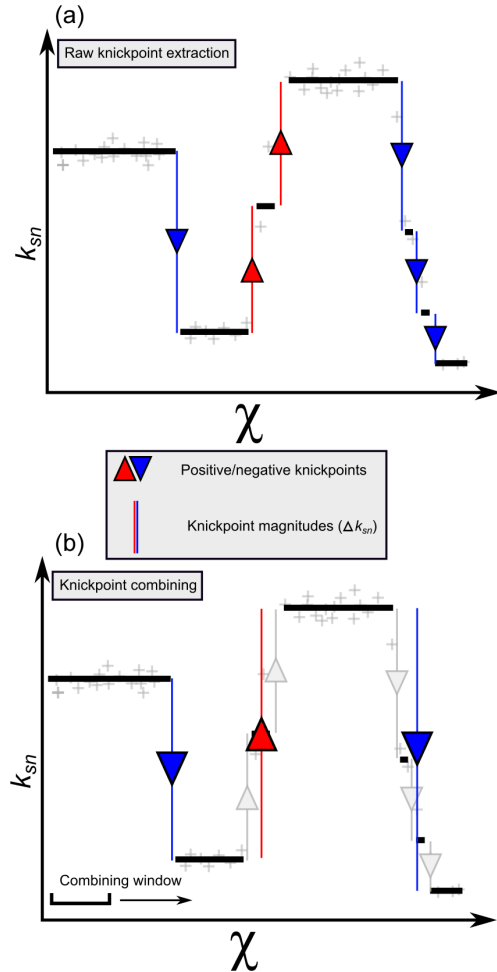 (a)
Raw knickpoint extraction
ksn
χ
Positive/negative knickpoints
Knickpoint magnitudes (Δksn)
(b)
Knickpoint combining
ksn
Combining window
χ